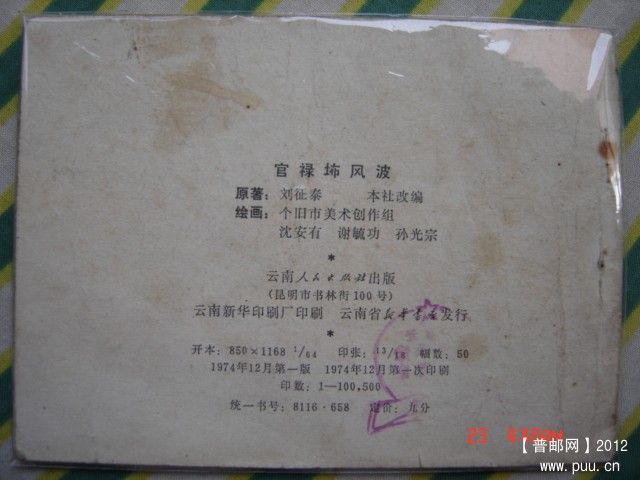 官禄㘵风波
原著：刘征泰 本社改编
绘画：个旧市美术创作组
沈安有 谢毓功 孙光宗
*
云南人民出版社出版
(昆明市书林街100号)
云南新华印刷厂印刷 云南省新华书店发行
*
开本：850×1168 1/64 印张：13/16 幅数：50
1974年12月第一版 1974年12月第一次印刷
印数：1—100,500
统一书号：8116·658 定价：九分
23
【普邮网】2012
www.puu.cn